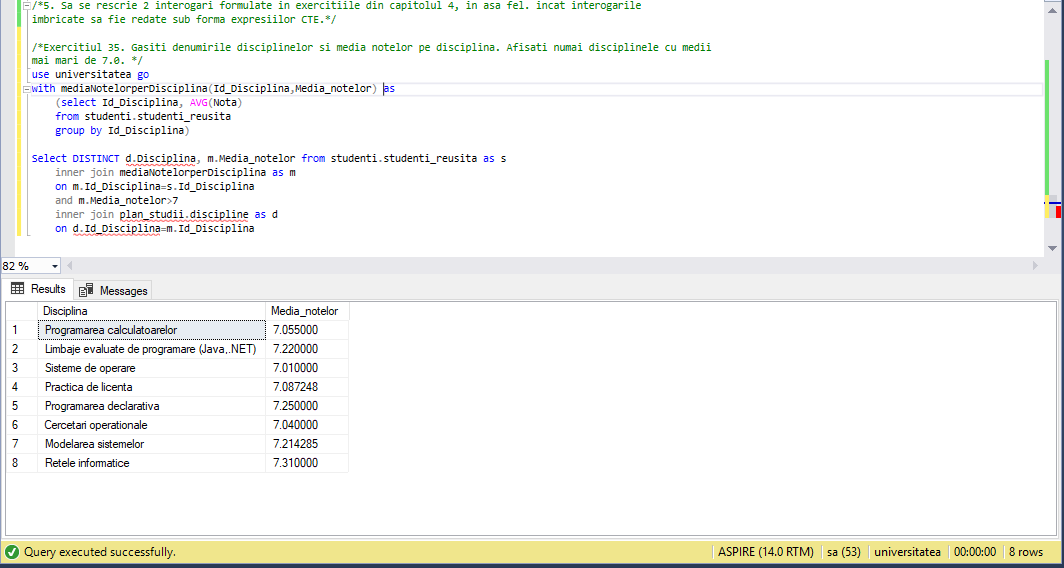 /*5. Sa se rescrie 2 interogari formulate in exercitiile din capitolul 4, in asa fel. incat interogarile
imbricate sa fie redate sub forma expresiilor CTE.*/
/*Exercitiul 35. Gasiti denumirile disciplinelor si media notelor pe disciplina. Afisati numai disciplinele cu medii
mai mari de 7.0. */
use universitatea go
with mediaNotelorperDisciplina(Id_Disciplina,Media_notelor) as
(select Id_Disciplina, AVG(Nota)
from studenti.studenti_reusita
group by Id_Disciplina)
Select DISTINCT d.Disciplina, m.Media_notelor from studenti.studenti_reusita as s
inner join mediaNotelorperDisciplina as m
on m.Id_Disciplina=s.Id_Disciplina
and m.Media_notelor>7
inner join plan_studii.discipline as d
on d.Id_Disciplina=m.Id_Disciplina
82 %
Results Messages
Disciplina Media_notelor
1 Programarea calculatoarelor 7.055000
2 Limbaje evaluate de programare (Java,.NET) 7.220000
3 Sisteme de operare 7.010000
4 Practica de licenta 7.087248
5 Programarea declarativa 7.250000
6 Cercetari operationale 7.040000
7 Modelarea sistemelor 7.214285
8 Retele informatice 7.310000
Query executed successfully. ASPIRE (14.0 RTM) sa (53) universitatea 00:00:00 8 rows